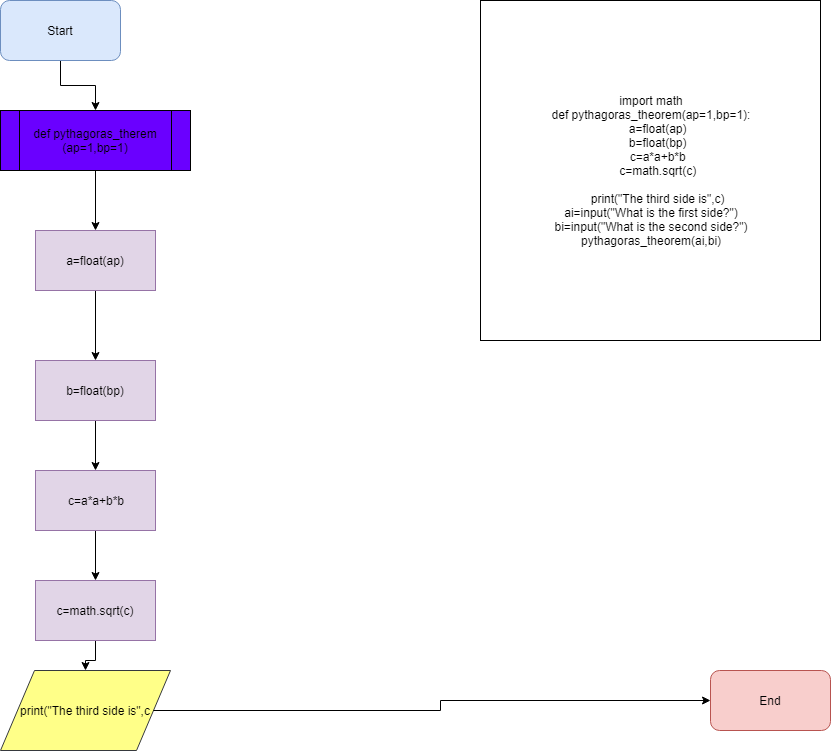 Start
def pythagoras_therem
(ap=1,bp=1)
a=float(ap)
b=float(bp)
c=a*a+b*b
c=math.sqrt(c)
print("The third side is",c
End
import math
def pythagoras_theorem(ap=1,bp=1):
a=float(ap)
b=float(bp)
c=a*a+b*b
c=math.sqrt(c)
print("The third side is",c)
ai=input("What is the first side?")
bi=input("What is the second side?")
pythagoras_theorem(ai,bi)